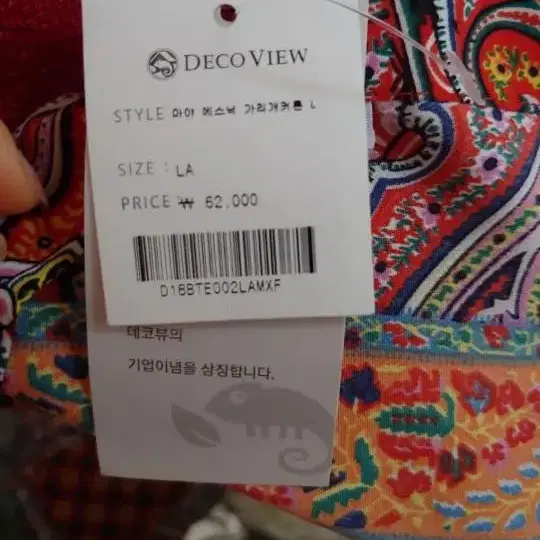 DECO VIEW
STYLE 마야 에스닉 가리개커튼 L
SIZE : LA
PRICE ₩ 62,000
D16BTE002LAMXF
데코뷰의
기업이념을 상징합니다.